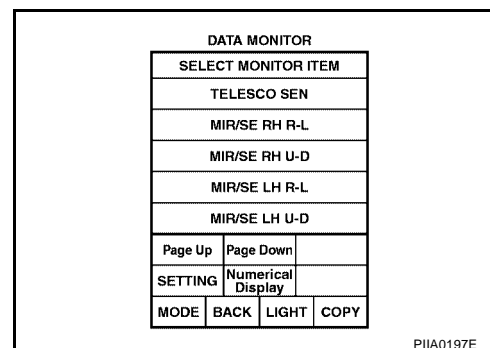 DATA MONITOR
SELECT MONITOR ITEM
TELESCO SEN
MIR/SE RH R-L
MIR/SE RH U-D
MIR/SE LH R-L
MIR/SE LH U-D
Page Up Page Down
SETTING Numerical
Display
MODE BACK LIGHT COPY
PIIA0197E